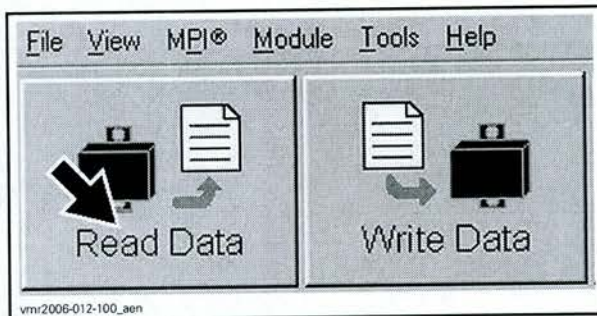 File View MPI® Module Tools Help
Read Data Write Data
vmr2006-012-100_aen